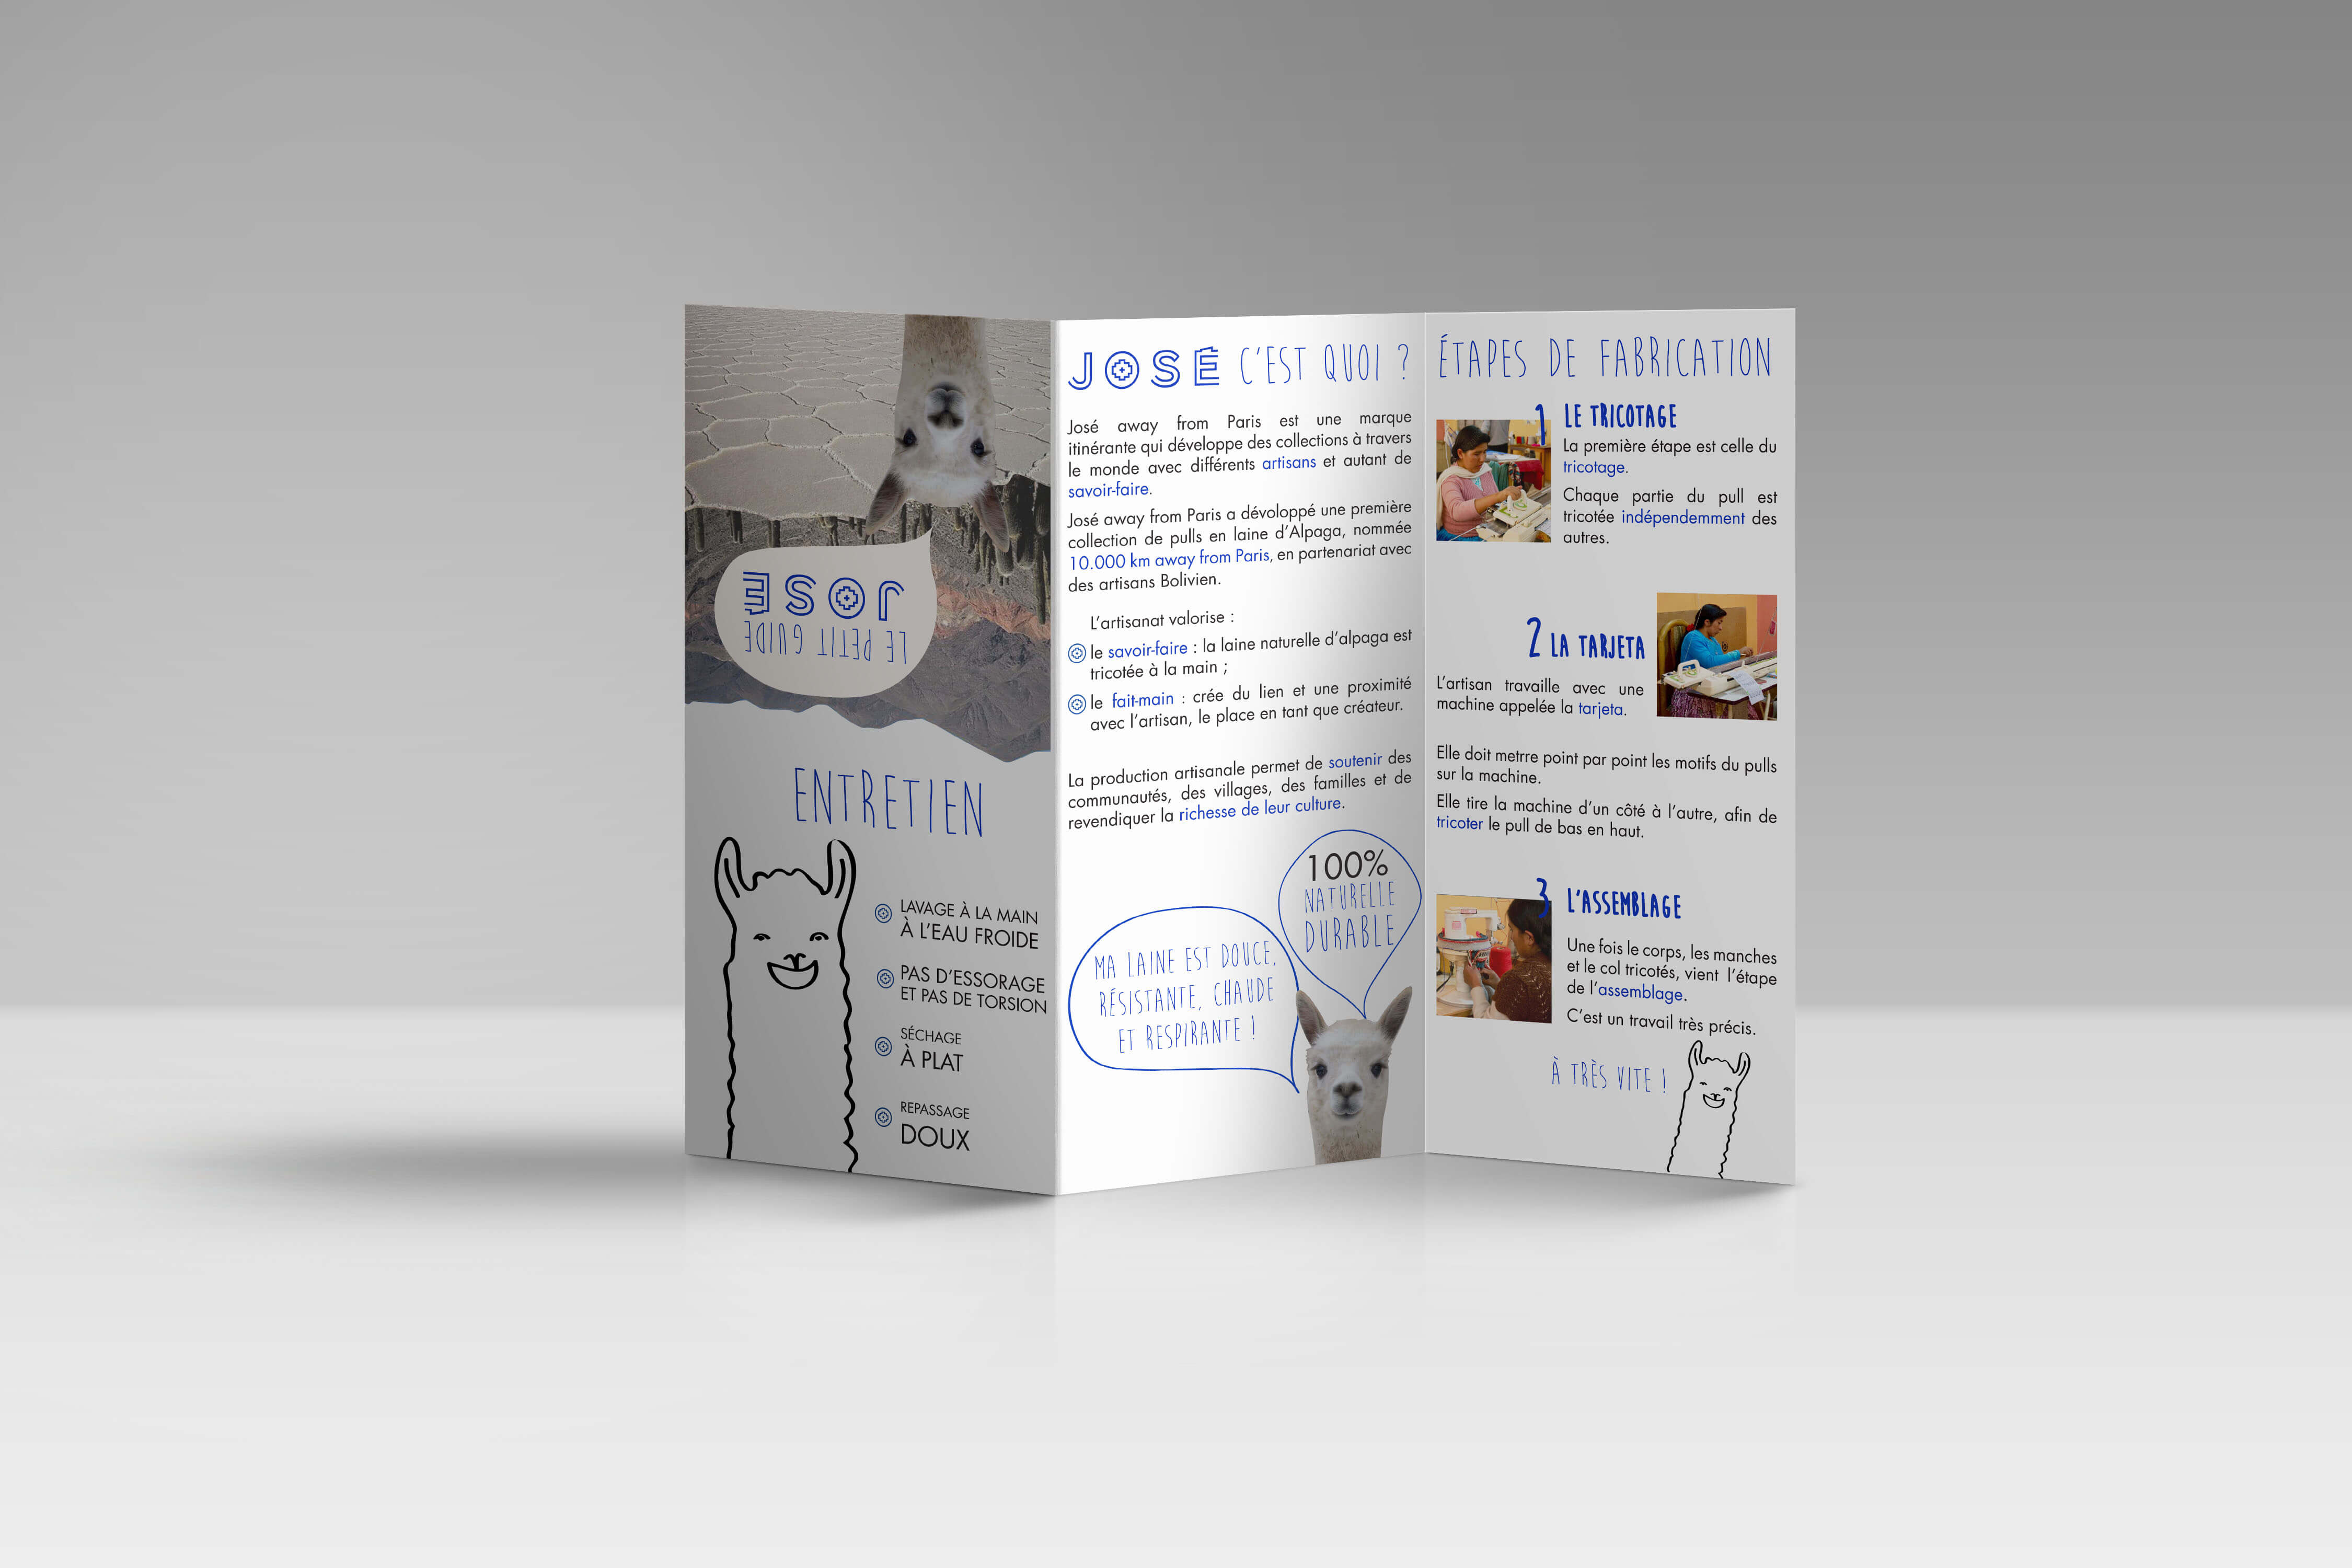 JOSÉ
LE PETIT GUIDE
ENTRETIEN
LAVAGE À LA MAIN
À L'EAU FROIDE
PAS D'ESSORAGE
ET PAS DE TORSION
SÉCHAGE
À PLAT
REPASSAGE
DOUX
JOSÉ C'EST QUOI ?
José away from Paris est une marque
itinérante qui développe des collections à travers
le monde avec différents artisans et autant de
savoir-faire.
José away from Paris a dévoloppé une première
collection de pulls en laine d'Alpaga, nommée
10.000 km away from Paris, en partenariat avec
des artisans Bolivien.
L'artisanat valorise :
le savoir-faire : la laine naturelle d'alpaga est
tricotée à la main ;
le fait-main : crée du lien et une proximité
avec l'artisan, le place en tant que créateur.
La production artisanale permet de soutenir des
communautés, des villages, des familles et de
revendiquer la richesse de leur culture.
100%
NATURELLE
DURABLE
MA LAINE EST DOUCE,
RÉSISTANTE, CHAUDE
ET RESPIRANTE !
ÉTAPES DE FABRICATION
1 LE TRICOTAGE
La première étape est celle du
tricotage.
Chaque partie du pull est
tricotée indépendemment des
autres.
2 LA TARJETA
L'artisan travaille avec une
machine appelée la tarjeta.
Elle doit metrre point par point les motifs du pulls
sur la machine.
Elle tire la machine d'un côté à l'autre, afin de
tricoter le pull de bas en haut.
3 L'ASSEMBLAGE
Une fois le corps, les manches
et le col tricotés, vient l'étape
de l'assemblage.
C'est un travail très précis.
À TRÈS VITE !